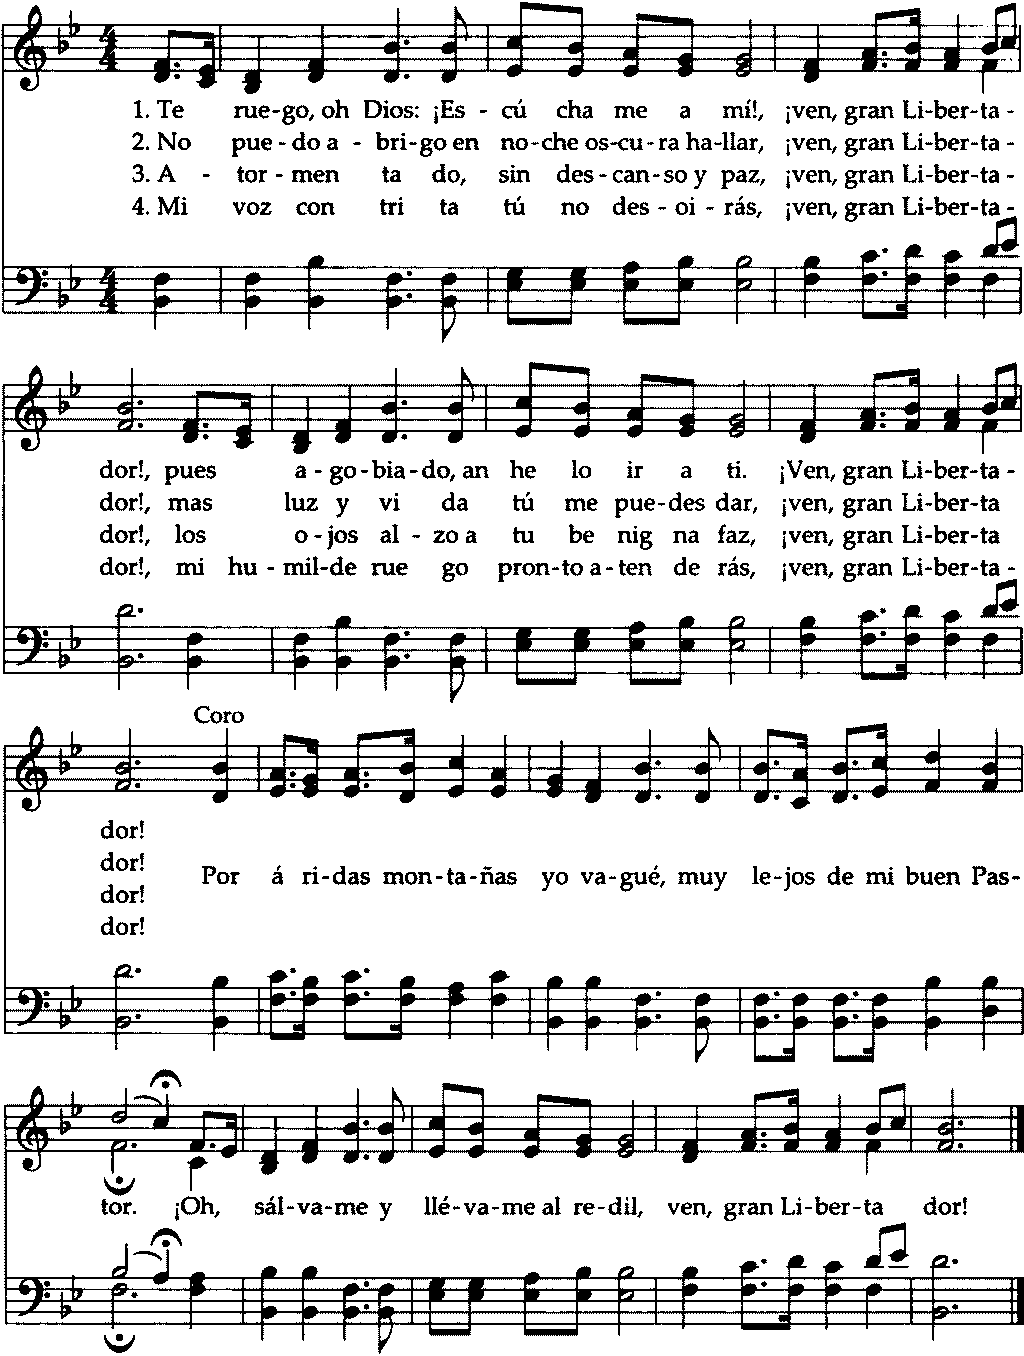 1. Te rue-go, oh Dios: ¡Es - cú cha me a mí!, ¡ven, gran Li-ber-ta -
2. No pue-do a - bri-go en no-che os-cu-ra ha-llar, ¡ven, gran Li-ber-ta -
3. A - tor-men ta do, sin des-can-so y paz, ¡ven, gran Li-ber-ta -
4. Mi voz con tri ta tú no des-oi-rás, ¡ven, gran Li-ber-ta -
dor!, pues a-go-bia-do, an he lo ir a ti. ¡Ven, gran Li-ber-ta -
dor!, mas luz y vi da tú me pue-des dar, ¡ven, gran Li-ber-ta
dor!, los o-jos al-zo a tu be nig na faz, ¡ven, gran Li-ber-ta
dor!, mi hu-mil-de rue go pron-to a-ten de rás, ¡ven, gran Li-ber-ta -
Coro
dor!
dor!
dor!
dor!
Por á ri-das mon-ta-ñas yo va-gué, muy le-jos de mi buen Pas-
tor. ¡Oh, sál-va-me y llé-va-me al re-dil, ven, gran Li-ber-ta dor!